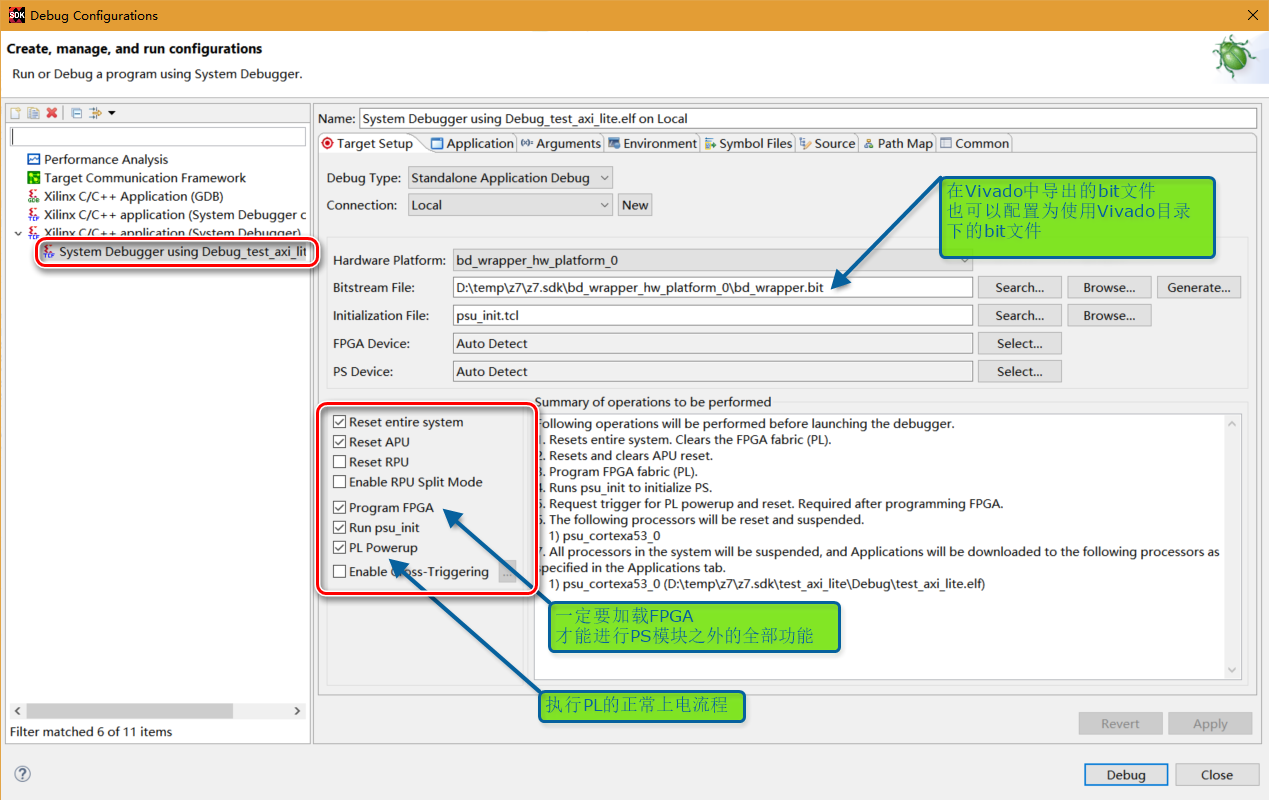 SDK Debug Configurations
Create, manage, and run configurations
Run or Debug a program using System Debugger.
Name: System Debugger using Debug_test_axi_lite.elf on Local
Performance Analysis
Target Communication Framework
Xilinx C/C++ Application (GDB)
Xilinx C/C++ application (System Debugger c
Xilinx C/C++ application (System Debugger)
System Debugger using Debug_test_axi_lit
Filter matched 6 of 11 items
Target Setup Application Arguments Environment Symbol Files Source Path Map Common
Debug Type: Standalone Application Debug
Connection: Local New
在Vivado中导出的bit文件
也可以配置为使用Vivado目录
下的bit文件
Hardware Platform: bd_wrapper_hw_platform_0
Bitstream File: D:\temp\z7\z7.sdk\bd_wrapper_hw_platform_0\bd_wrapper.bit Search... Browse... Generate...
Initialization File: psu_init.tcl Search... Browse...
FPGA Device: Auto Detect Select...
PS Device: Auto Detect Select...
Reset entire system
Reset APU
Reset RPU
Enable RPU Split Mode
Program FPGA
Run psu_init
PL Powerup
Enable Cross-Triggering ...
Summary of operations to be performed
Following operations will be performed before launching the debugger.
1. Resets entire system. Clears the FPGA fabric (PL).
2. Resets and clears APU reset.
3. Program FPGA fabric (PL).
4. Runs psu_init to initialize PS.
5. Request trigger for PL powerup and reset. Required after programming FPGA.
6. The following processors will be reset and suspended.
1) psu_cortexa53_0
7. All processors in the system will be suspended, and Applications will be downloaded to the following processors as
specified in the Applications tab.
1) psu_cortexa53_0 (D:\temp\z7\z7.sdk\test_axi_lite\Debug\test_axi_lite.elf)
一定要加载FPGA
才能进行PS模块之外的全部功能
执行PL的正常上电流程
Revert Apply
Debug Close